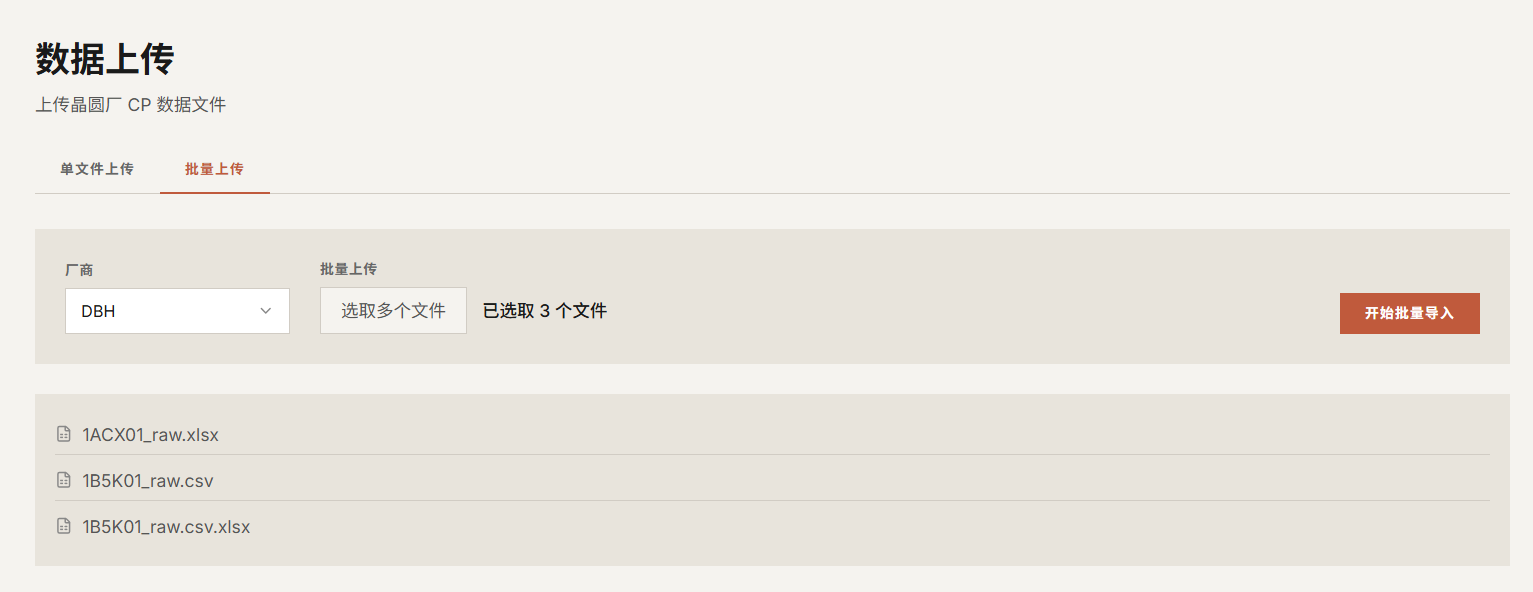 数据上传
上传晶圆厂 CP 数据文件
单文件上传 批量上传
厂商 批量上传
DBH 选取多个文件 已选取 3 个文件 开始批量导入
1ACX01_raw.xlsx
1B5K01_raw.csv
1B5K01_raw.csv.xlsx